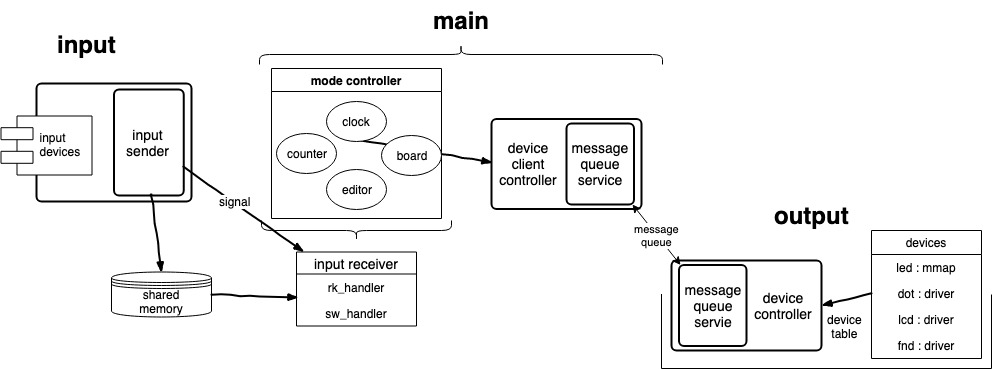 main
input
mode controller
clock
counter
board
editor
input
devices
input
sender
device
client
controller
message
queue
service
signal
message
queue
output
input receiver
rk_handler
sw_handler
shared
memory
message
queue
servie
device
controller
device
table
devices
led : mmap
dot : driver
lcd : driver
fnd : driver